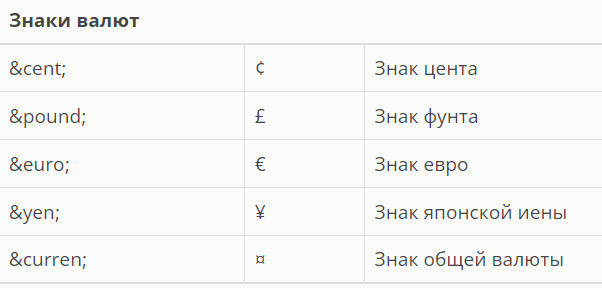 Знаки валют
&cent; ¢ Знак цента
&pound; £ Знак фунта
&euro; € Знак евро
&yen; ¥ Знак японской иены
&curren; ¤ Знак общей валюты